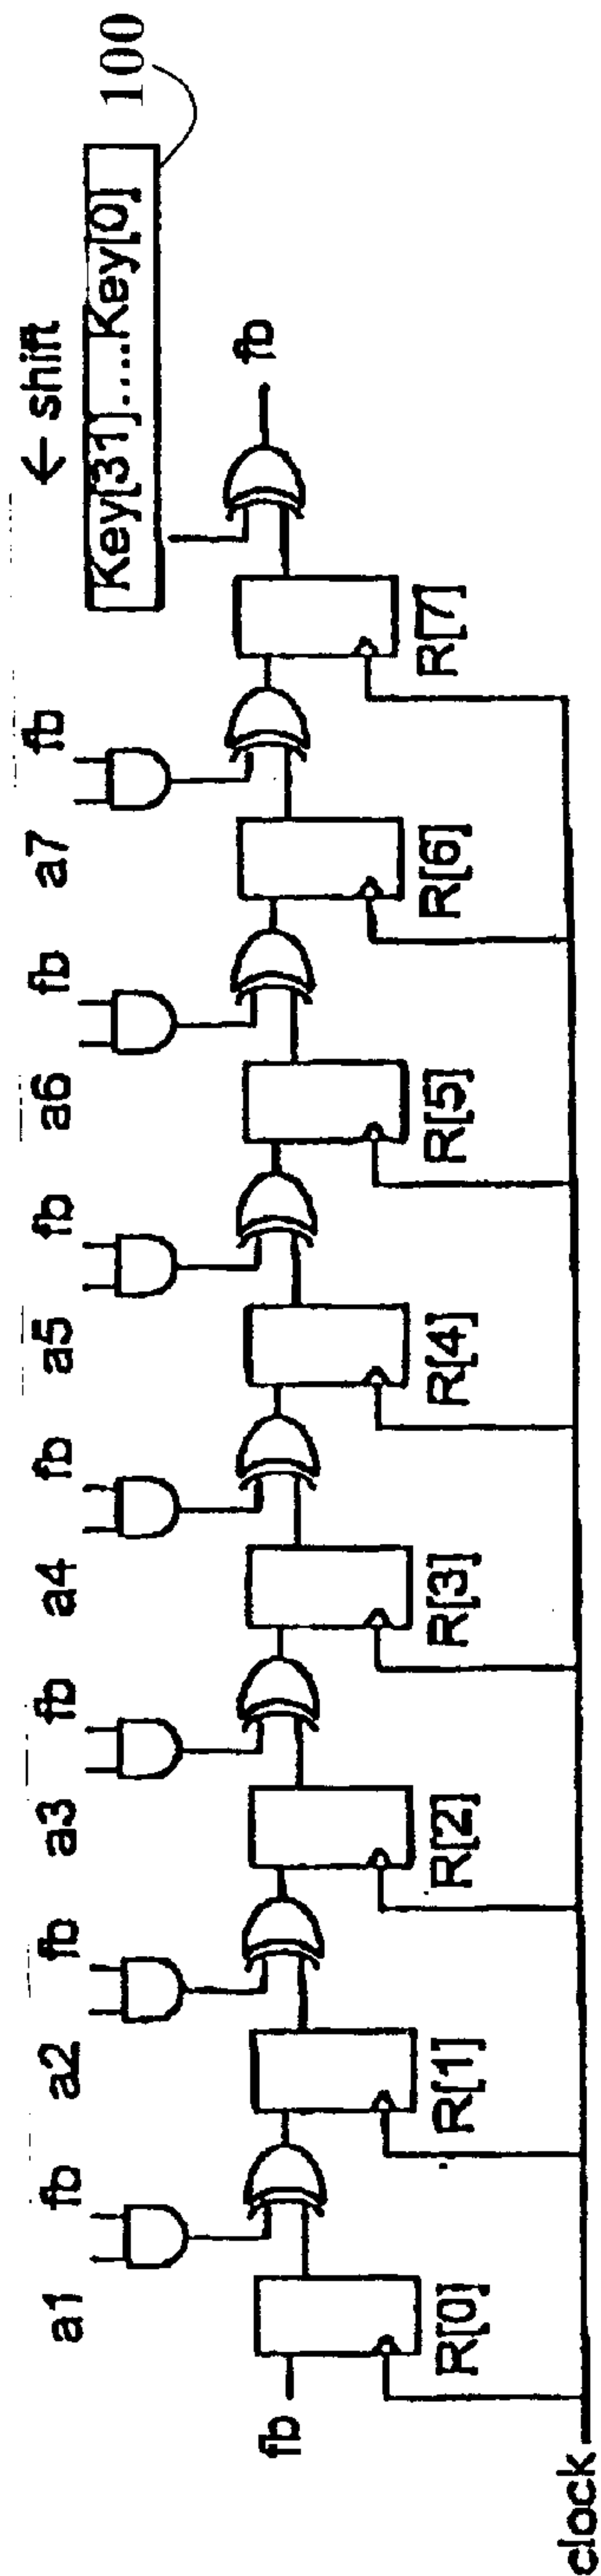 100
← shift
Key[31]....Key[0]
a1 fb
a2 fb
a3 fb
a4 fb
a5 fb
a6 fb
a7 fb
fb
fb
R[0]
R[1]
R[2]
R[3]
R[4]
R[5]
R[6]
R[7]
clock